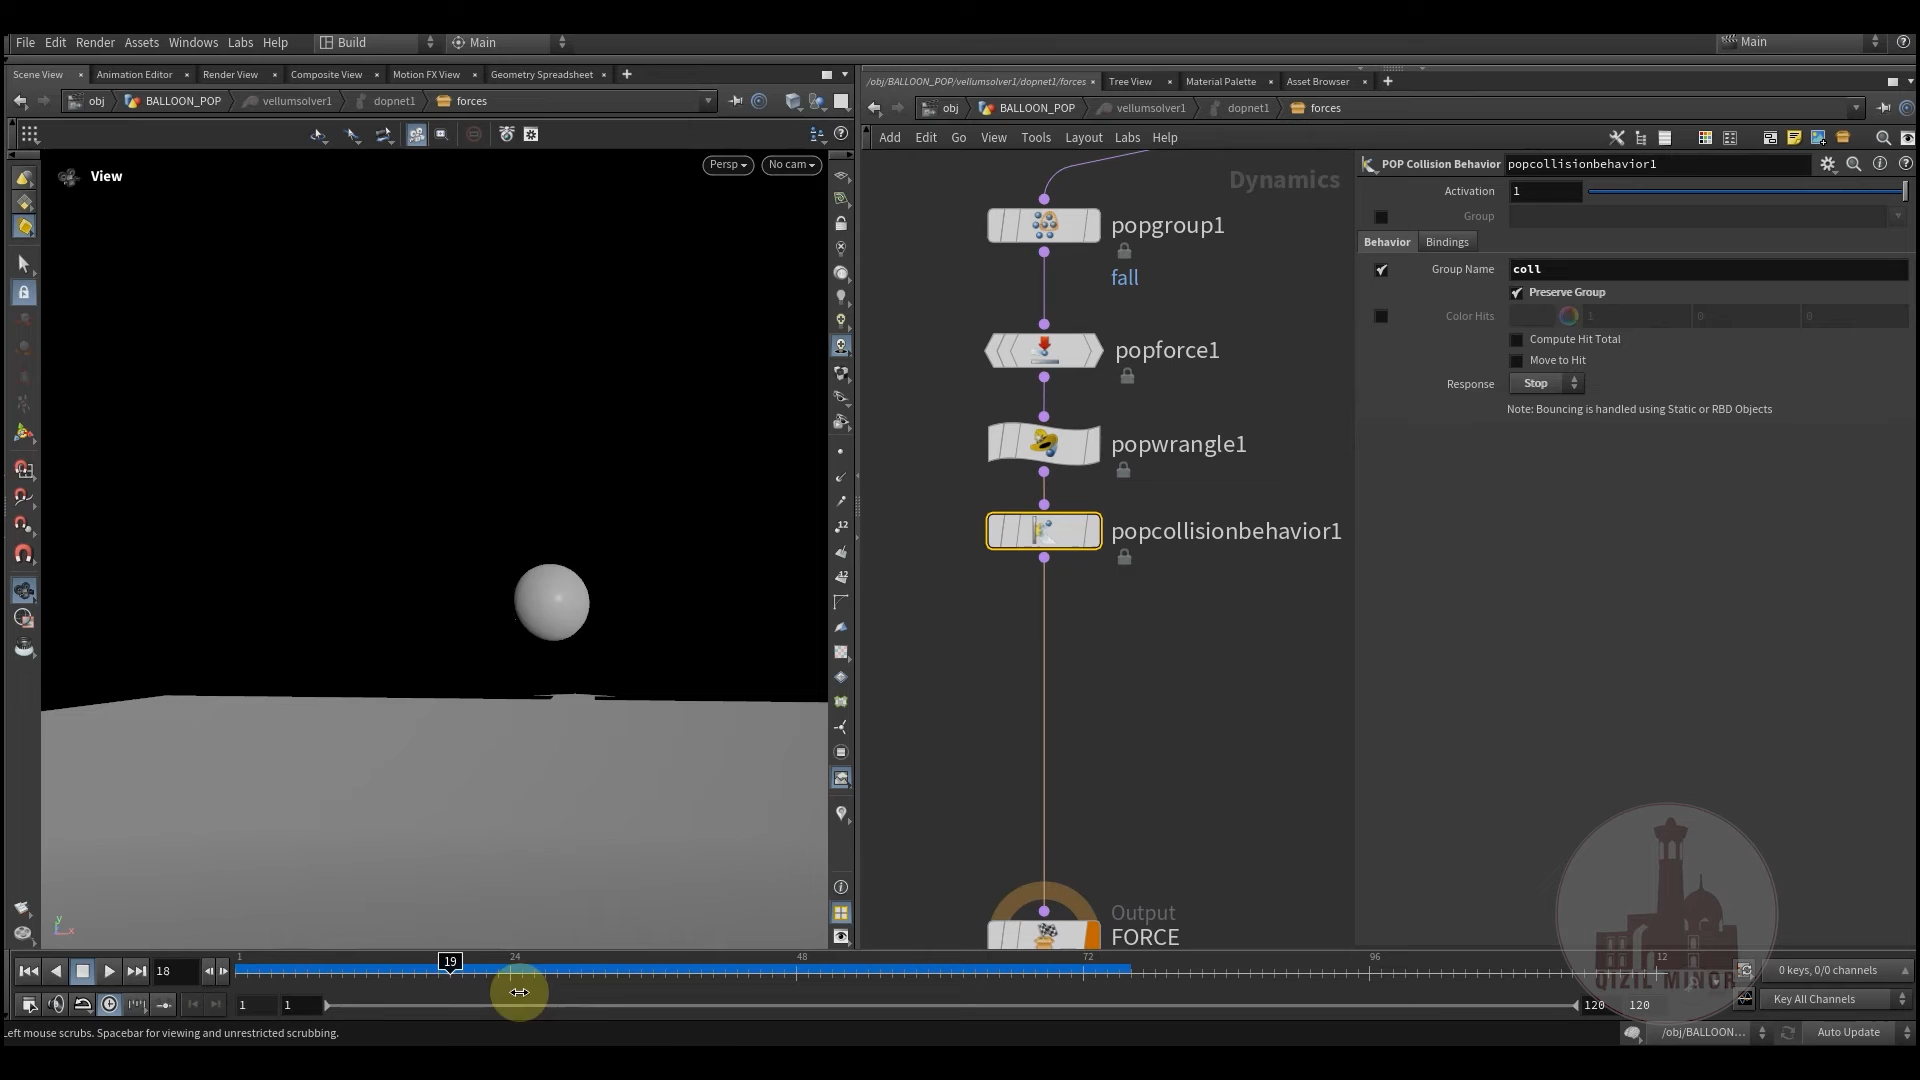 File Edit Render Assets Windows Labs Help Build Main Main
Scene View Animation Editor Render View Composite View Motion FX View Geometry Spreadsheet
/obj/BALLOON_POP/vellumsolver1/dopnet1/forces Tree View Material Palette Asset Browser
obj BALLOON_POP vellumsolver1 dopnet1 forces
obj BALLOON_POP vellumsolver1 dopnet1 forces
Add Edit Go View Tools Layout Labs Help
View
Persp No cam
Dynamics
popgroup1
fall
popforce1
popwrangle1
popcollisionbehavior1
Output
FORCE
POP Collision Behavior popcollisionbehavior1
Activation 1
Group
Behavior Bindings
Group Name coll
Preserve Group
Color Hits 1 0 0
Compute Hit Total
Move to Hit
Response Stop
Note: Bouncing is handled using Static or RBD Objects
12
12
y
x
1 19 24 48 72 96 12
18
0 keys, 0/0 channels
QIZIL MINOR
1 1 120 120
Key All Channels
Left mouse scrubs. Spacebar for viewing and unrestricted scrubbing.
/obj/BALLOON... Auto Update